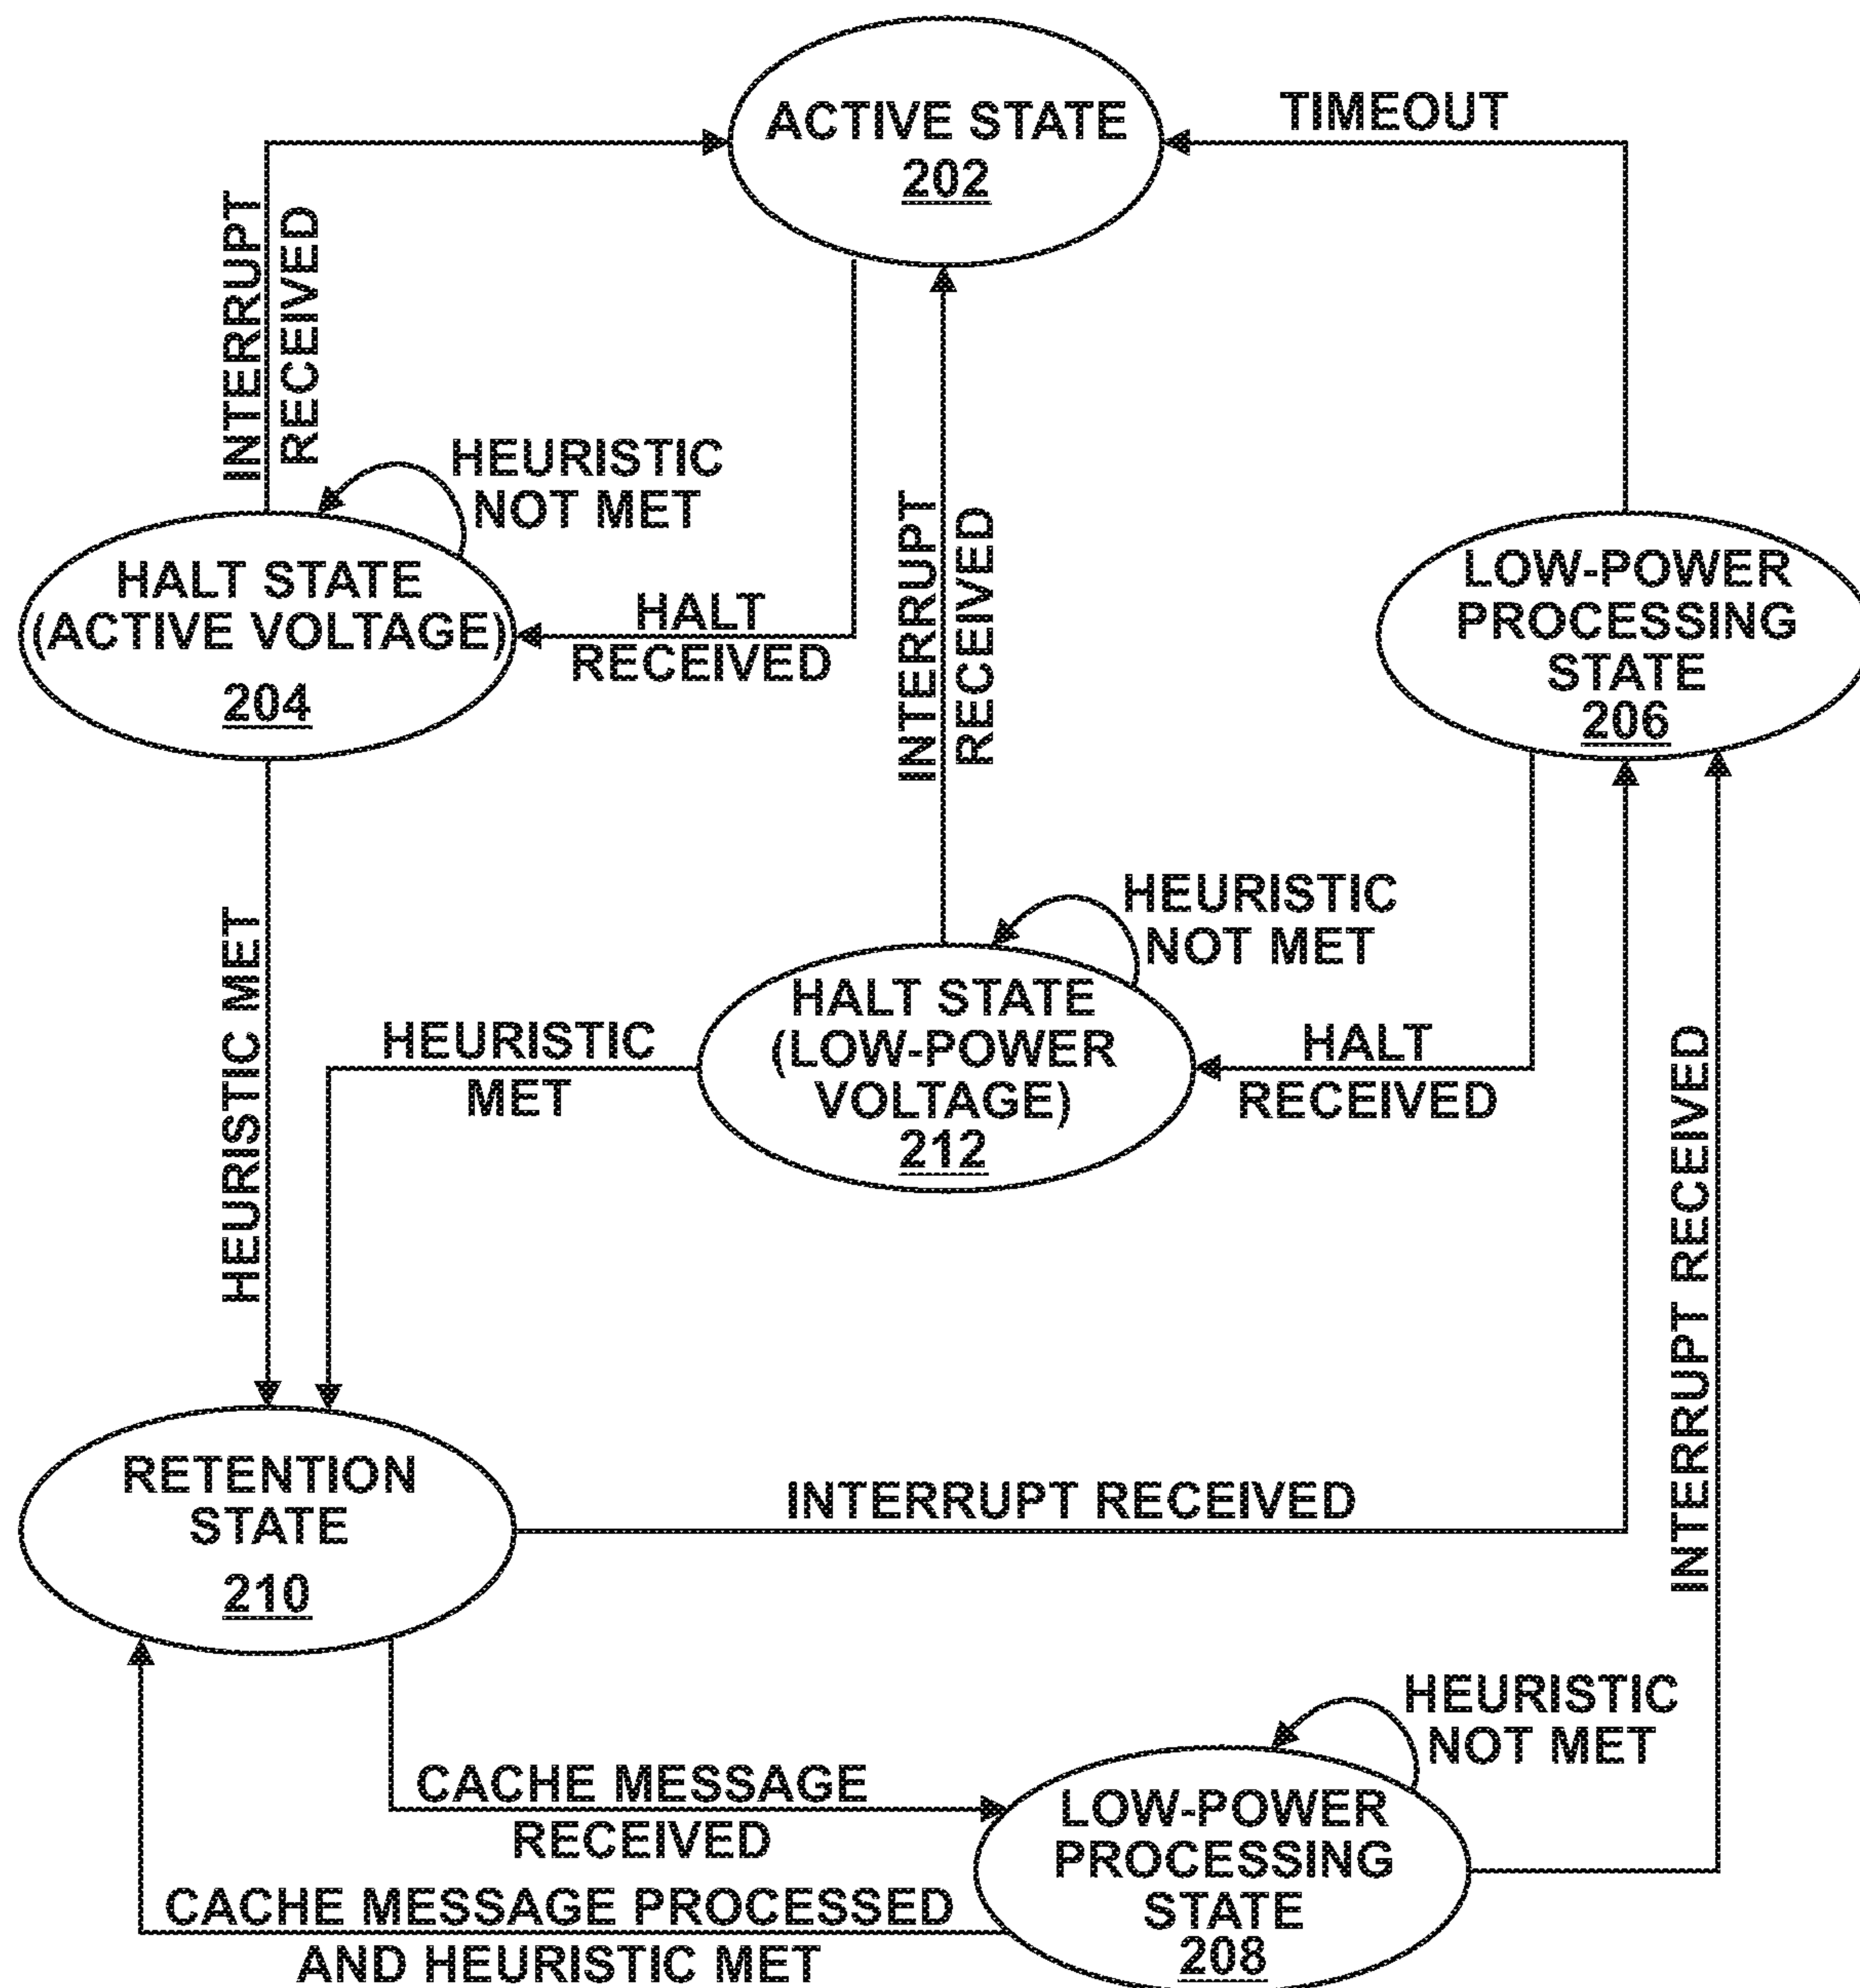 ACTIVE STATE
202
TIMEOUT
INTERRUPT
RECEIVED
HEURISTIC
NOT MET
HALT STATE
(ACTIVE VOLTAGE)
204
HALT
RECEIVED
INTERRUPT
RECEIVED
LOW-POWER
PROCESSING
STATE
206
HEURISTIC MET
HEURISTIC
NOT MET
HEURISTIC
MET
HALT STATE
(LOW-POWER
VOLTAGE)
212
HALT
RECEIVED
INTERRUPT RECEIVED
RETENTION
STATE
210
INTERRUPT RECEIVED
HEURISTIC
NOT MET
CACHE MESSAGE
RECEIVED
LOW-POWER
PROCESSING
STATE
208
CACHE MESSAGE PROCESSED
AND HEURISTIC MET